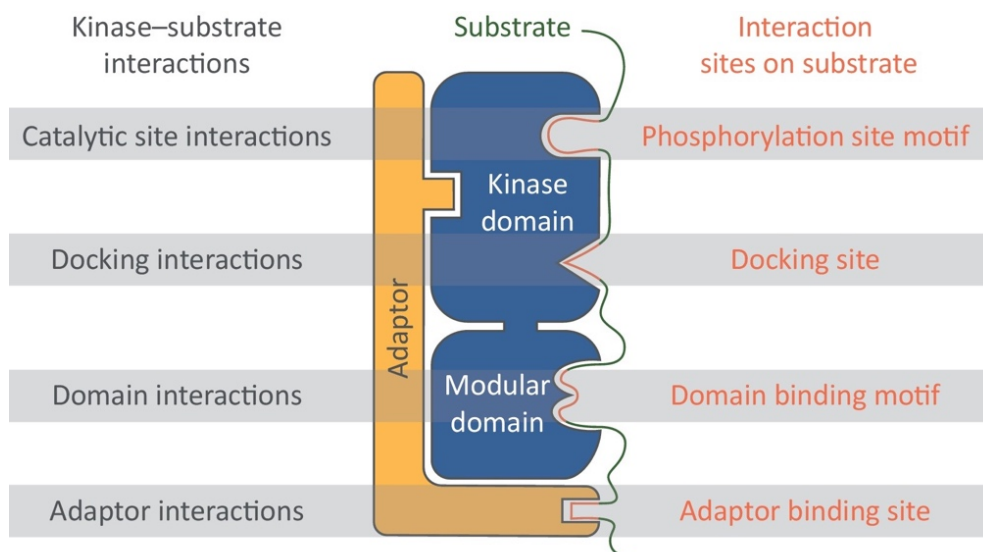 Kinase–substrate
interactions
Substrate
Interaction
sites on substrate
Catalytic site interactions
Phosphorylation site motif
Kinase
domain
Docking interactions
Docking site
Adaptor
Domain interactions
Modular
domain
Domain binding motif
Adaptor interactions
Adaptor binding site